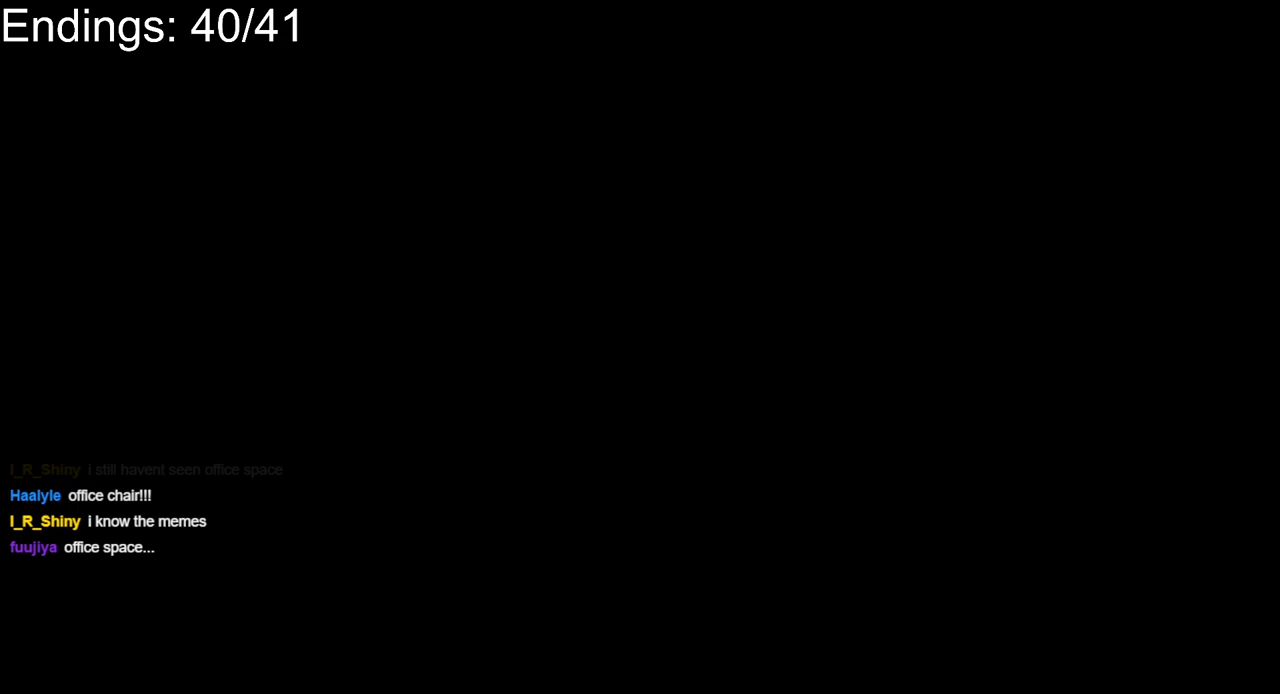 Endings: 40/41
I_R_Shiny i still havent seen office space
Haalyle office chair!!!
I_R_Shiny i know the memes
fuujiya office space...